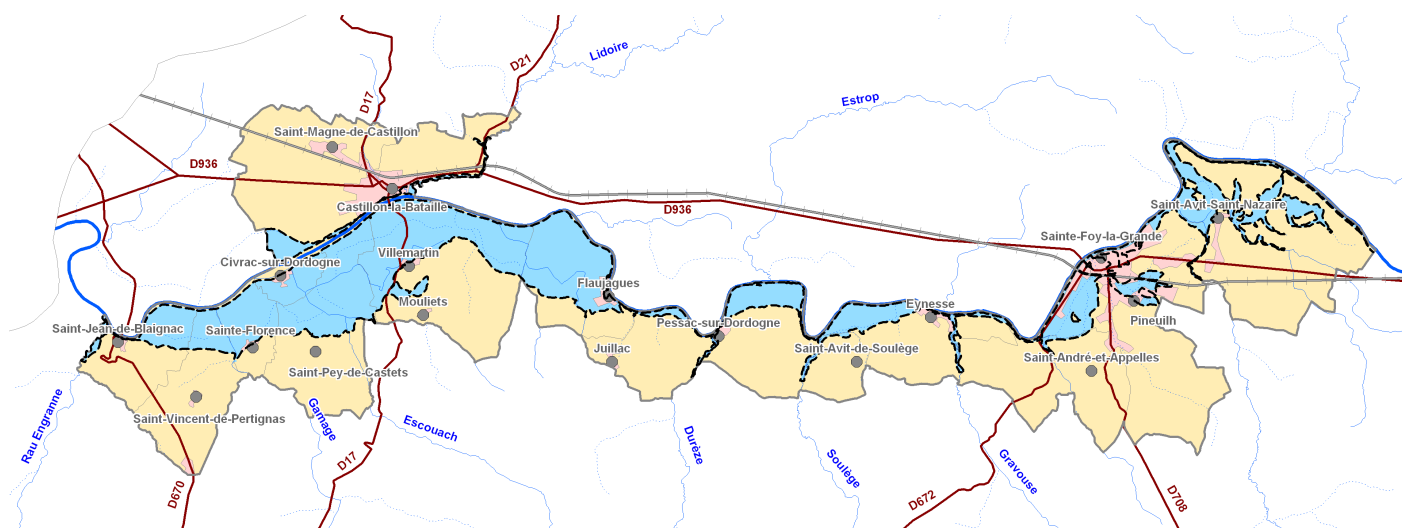 Lidoire
D21
D17
Estrop
Saint-Magne-de-Castillon
D936
Castillon-la-Bataille
D936
Saint-Avit-Saint-Nazaire
Sainte-Foy-la-Grande
Villemartin
Civrac-sur-Dordogne
Flaujagues
Mouliets
Eynesse
Pineuilh
Saint-Jean-de-Blaignac
Sainte-Florence
Pessac-sur-Dordogne
Juillac
Saint-Avit-de-Soulège
Saint-André-et-Appelles
Saint-Pey-de-Castets
Saint-Vincent-de-Pertignas
Rau Engranne
Gamage
Escouach
Durèze
Soulège
Gravouse
D17
D670
D672
D708